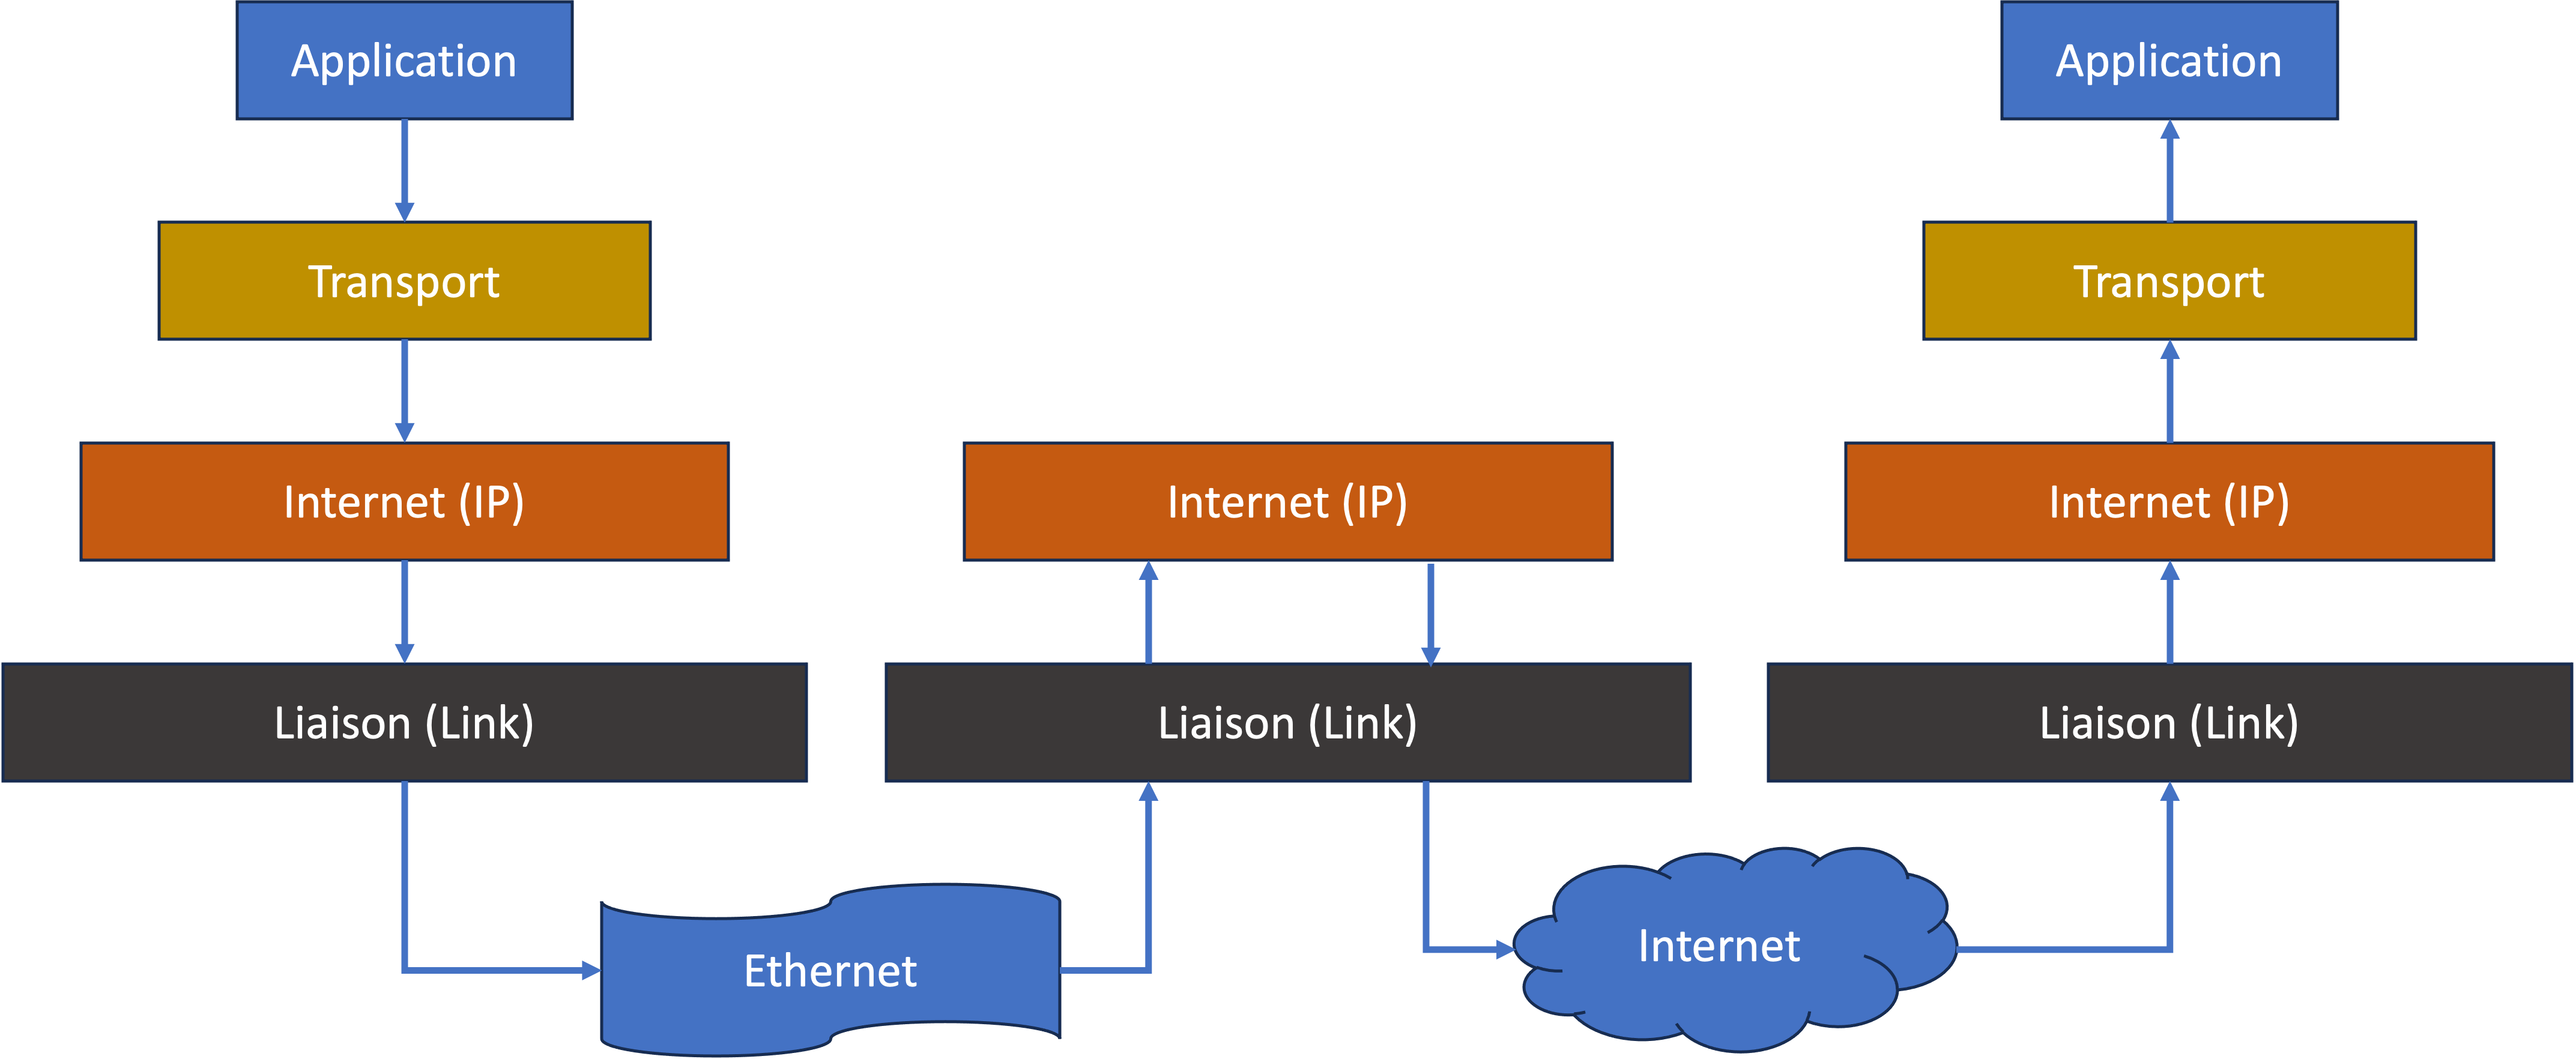 Application
Application
Transport
Transport
Internet (IP)
Internet (IP)
Internet (IP)
Liaison (Link)
Liaison (Link)
Liaison (Link)
Ethernet
Internet